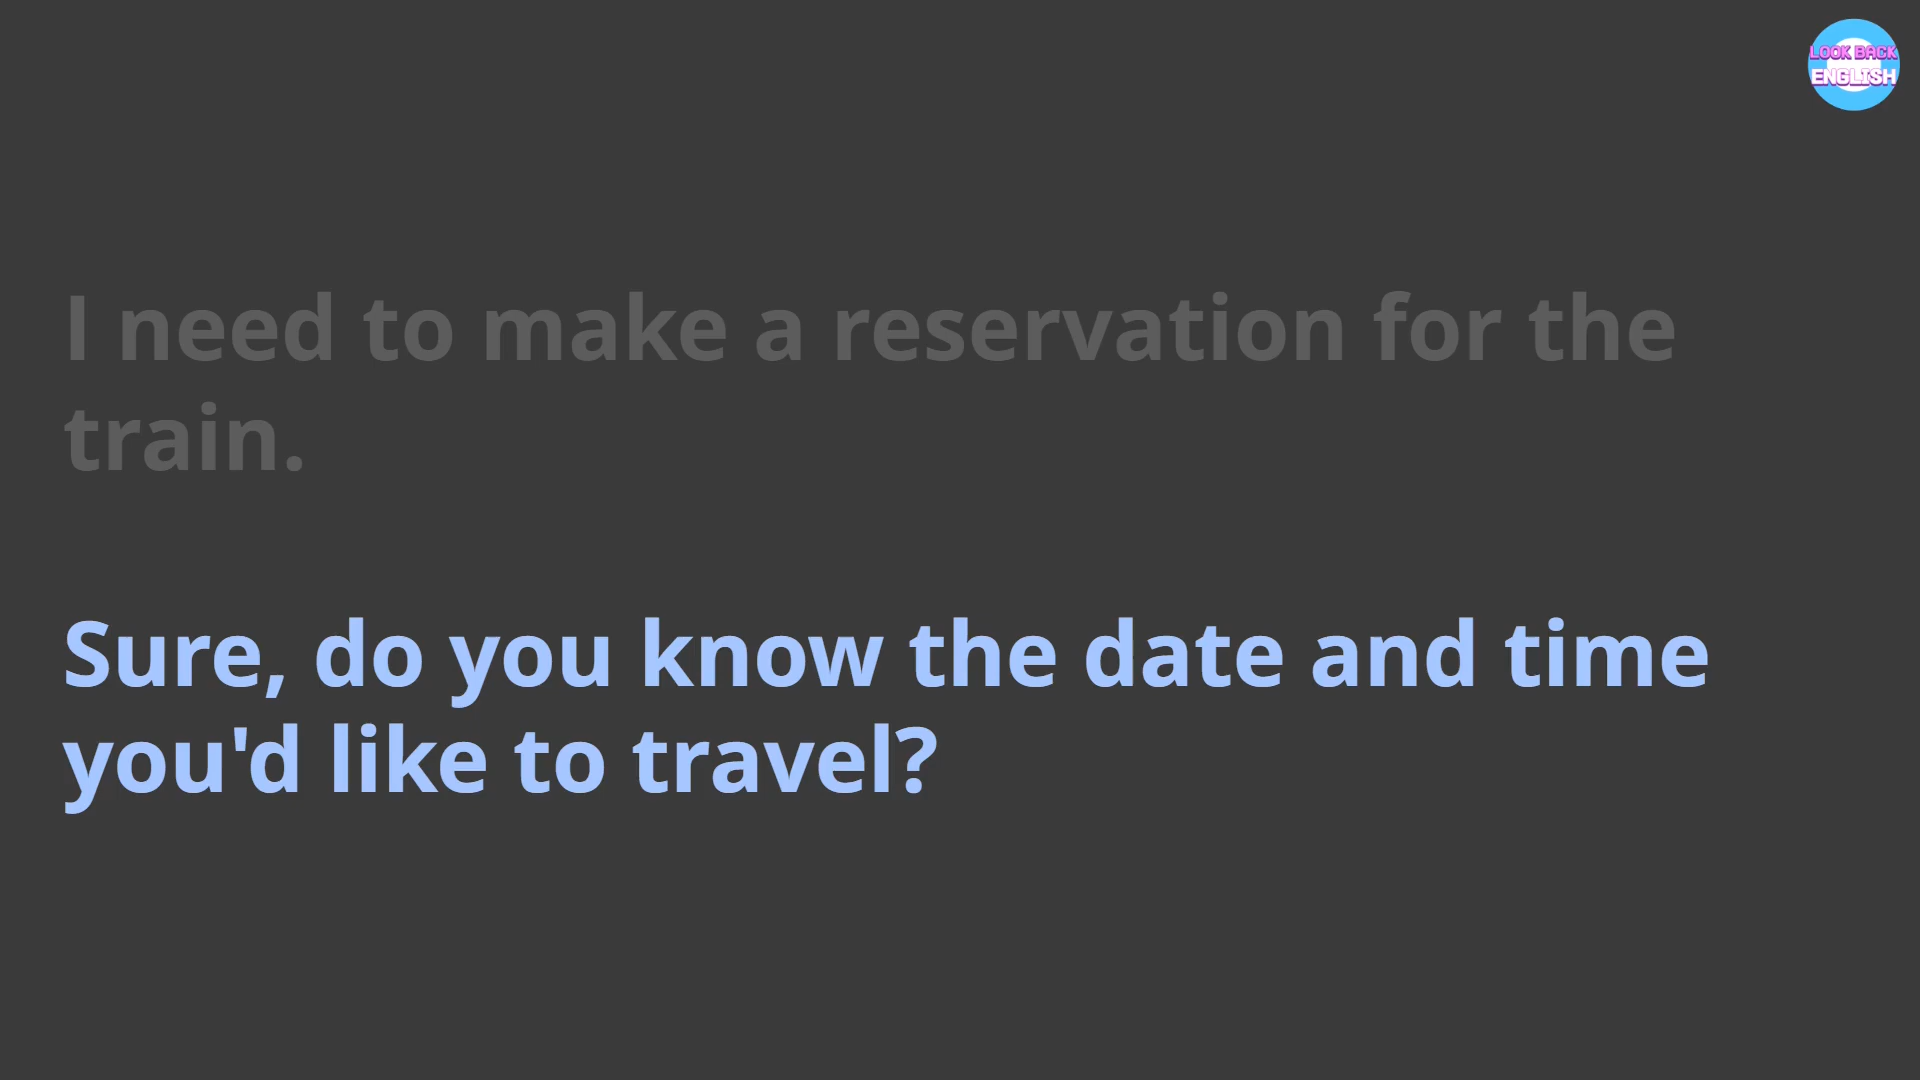 LOOK BACK
ENGLISH
I need to make a reservation for the
train.
Sure, do you know the date and time
you'd like to travel?